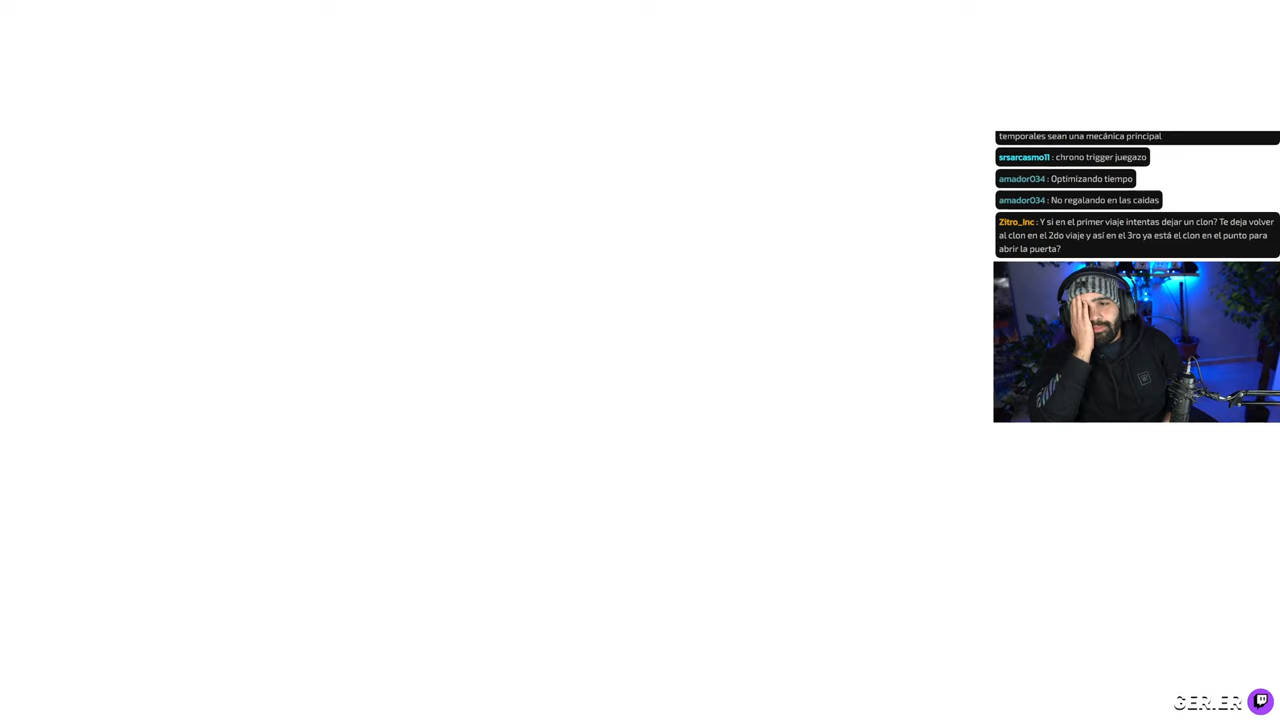 temporales sean una mecánica principal
srsarcasmo11 : chrono trigger juegazo
amador034 : Optimizando tiempo
amador034 : No regalando en las caidas
Zitro_Inc : Y si en el primer viaje intentas dejar un clon? Te deja volver
al clon en el 2do viaje y así en el 3ro ya está el clon en el punto para
abrir la puerta?
GER.ER